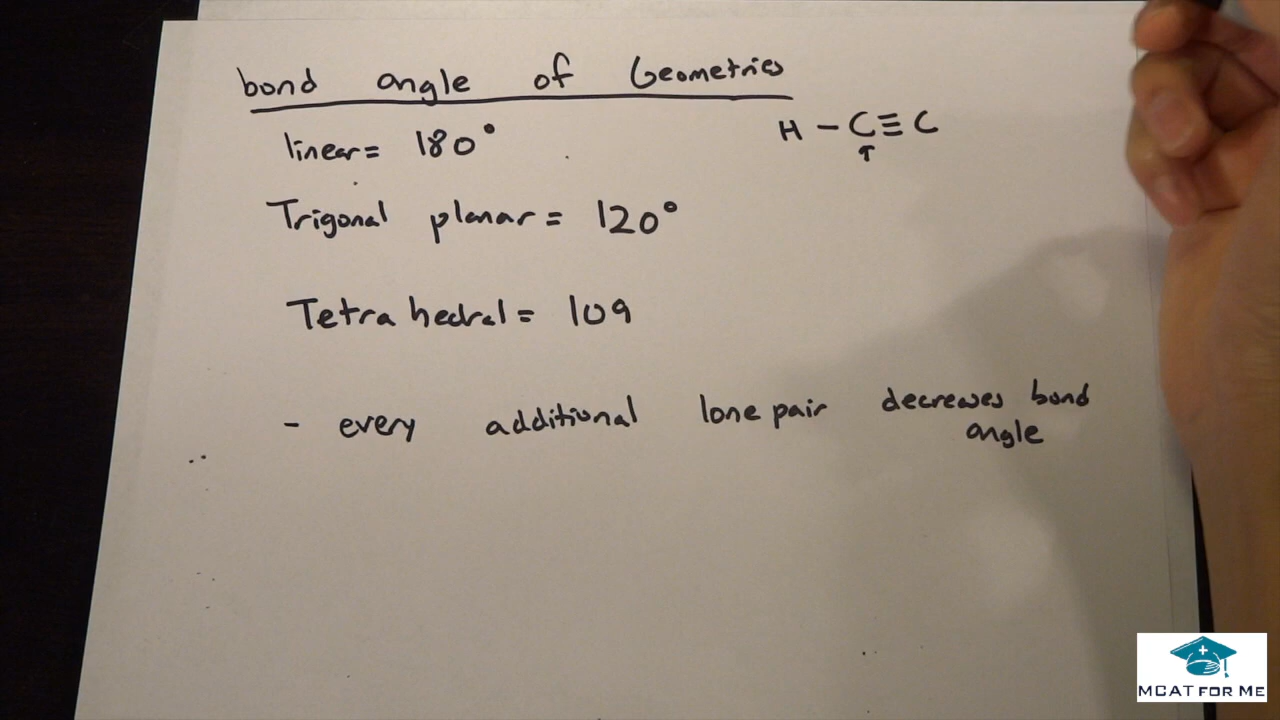 bond angle of Geometries
linear = 180°
H - C ≡ C
↑
Trigonal planar = 120°
Tetrahedral = 109
- every additional lone pair decreases bond
angle
MCAT FOR ME